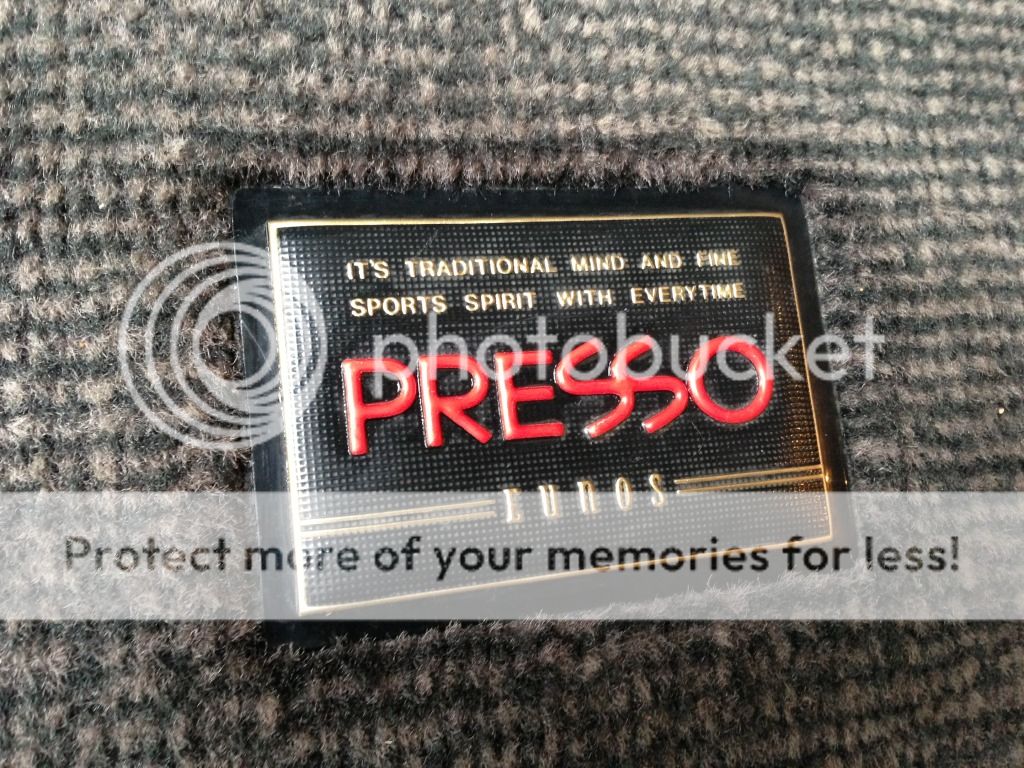 IT'S TRADITIONAL MIND AND FINE
SPORTS SPIRIT WITH EVERYTIME
photobucket
PRESSO
EUNOS
Protect more of your memories for less!